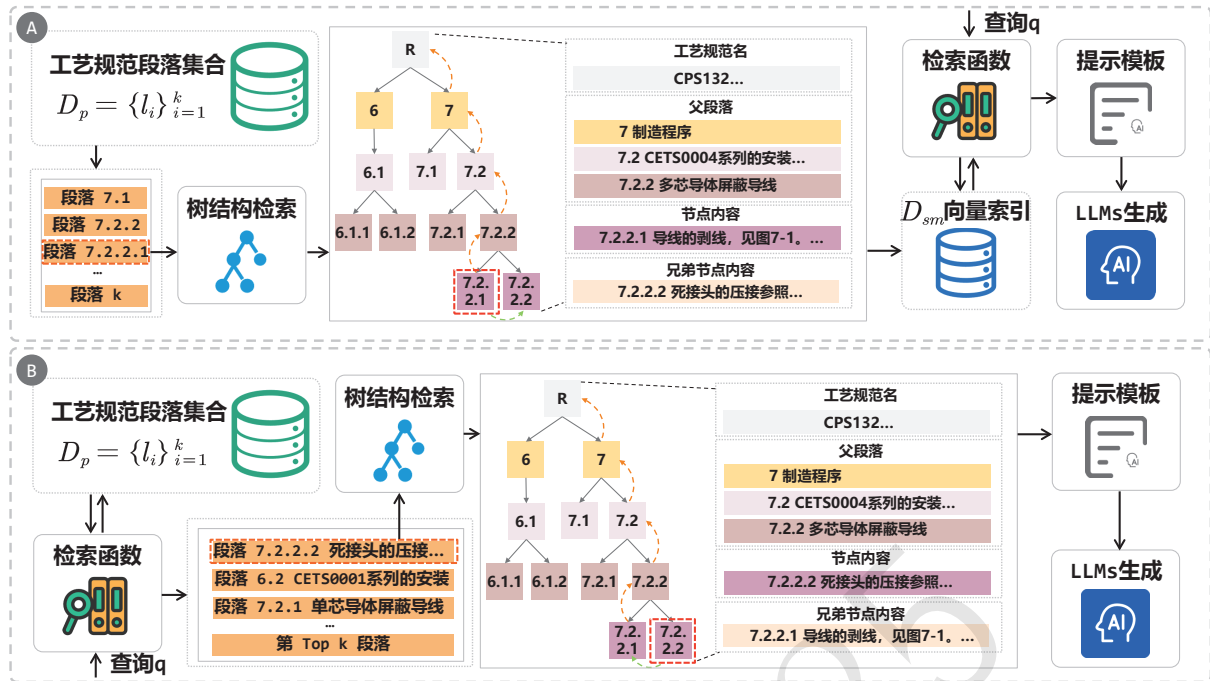 A
工艺规范段落集合
D_p = {l_i}_{i=1}^k
段落 7.1
段落 7.2.2
段落 7.2.2.1
…
段落 k
树结构检索
R
6
7
6.1
7.1
7.2
6.1.1
6.1.2
7.2.1
7.2.2
7.2.
2.1
7.2.
2.2
工艺规范名
CPS132...
父段落
7 制造程序
7.2 CETS0004系列的安装...
7.2.2 多芯导体屏蔽导线
节点内容
7.2.2.1 导线的剥线，见图7-1。...
兄弟节点内容
7.2.2.2 死接头的压接参照...
查询q
检索函数
D_{sm}向量索引
提示模板
AI
LLMs生成
AI
B
工艺规范段落集合
D_p = {l_i}_{i=1}^k
检索函数
查询q
树结构检索
段落 7.2.2.2 死接头的压接...
段落 6.2 CETS0001系列的安装
段落 7.2.1 单芯导体屏蔽导线
…
第 Top k 段落
R
6
7
6.1
7.1
7.2
6.1.1
6.1.2
7.2.1
7.2.2
7.2.
2.1
7.2.
2.2
工艺规范名
CPS132...
父段落
7 制造程序
7.2 CETS0004系列的安装...
7.2.2 多芯导体屏蔽导线
节点内容
7.2.2.2 死接头的压接参照...
兄弟节点内容
7.2.2.1 导线的剥线，见图7-1。...
提示模板
AI
LLMs生成
AI